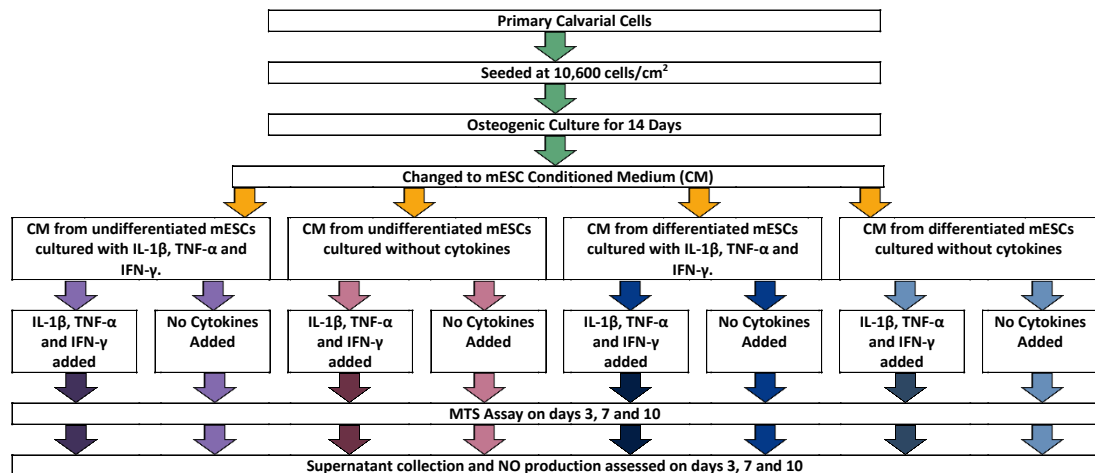 Primary Calvarial Cells
Seeded at 10,600 cells/cm²
Osteogenic Culture for 14 Days
Changed to mESC Conditioned Medium (CM)
CM from undifferentiated mESCs
cultured with IL-1β, TNF-α and
IFN-γ.
CM from undifferentiated mESCs
cultured without cytokines
CM from differentiated mESCs
cultured with IL-1β, TNF-α and
IFN-γ.
CM from differentiated mESCs
cultured without cytokines
IL-1β, TNF-α
and IFN-γ
added
No Cytokines
Added
IL-1β, TNF-α
and IFN-γ
added
No Cytokines
Added
IL-1β, TNF-α
and IFN-γ
added
No Cytokines
Added
IL-1β, TNF-α
and IFN-γ
added
No Cytokines
Added
MTS Assay on days 3, 7 and 10
Supernatant collection and NO production assessed on days 3, 7 and 10